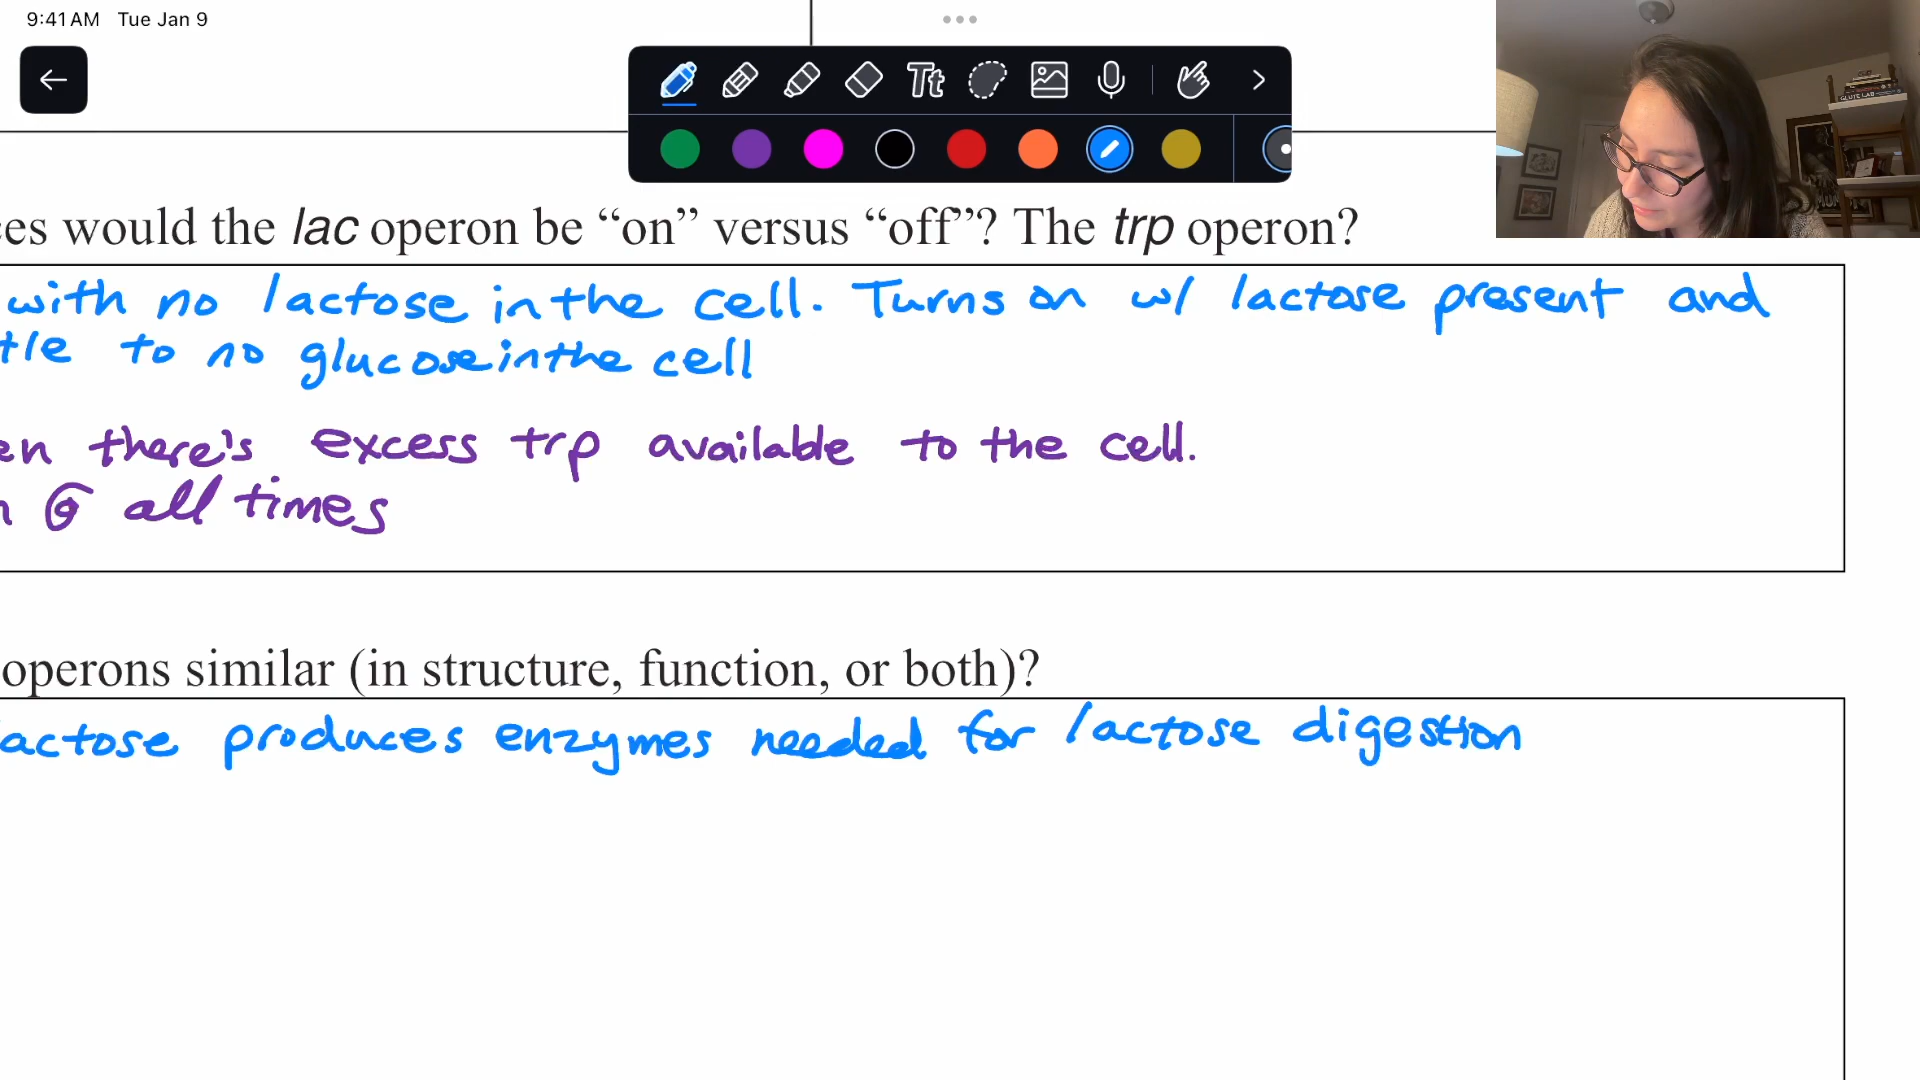 9:41 AM Tue Jan 9
Tt
GLUTE LAB
es would the lac operon be “on” versus “off”? The trp operon?
with no lactose in the cell. Turns on w/ lactose present and
tle to no glucose in the cell
en there's excess trp available to the cell.
n @ all times
operons similar (in structure, function, or both)?
actose produces enzymes needed for lactose digestion